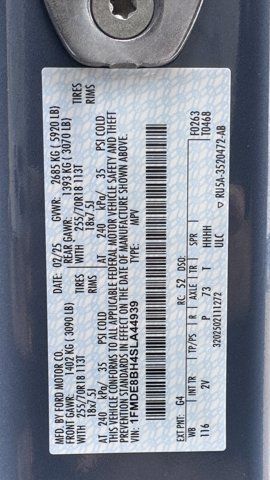 MFD. BY FORD MOTOR CO.
DATE: 02/25 GVWR: 2685 KG ( 5920 LB)
FRONT GAWR: 1402 KG ( 3090 LB) REAR GAWR: 1393 KG ( 3070 LB)
WITH 255/70R18 113T TIRES WITH 255/70R18 113T TIRES
18x7.5J RIMS 18x7.5J RIMS
AT 240 kPa/ 35 PSI COLD AT 240 kPa/ 35 PSI COLD
THIS VEHICLE CONFORMS TO ALL APPLICABLE FEDERAL MOTOR VEHICLE SAFETY AND THEFT
PREVENTION STANDARDS IN EFFECT ON THE DATE OF MANUFACTURE SHOWN ABOVE.
VIN: 1FMDE8BH4SLA44939
TYPE: MPV
F0263
T0468
EXT PNT: G4 RC: 52 DSO:
WB INT TR TP/PS R AXLE TR SPR
116 2V P 73 T HHHH
ULC
32025021112 72
▽ RU5A-3520472-AB